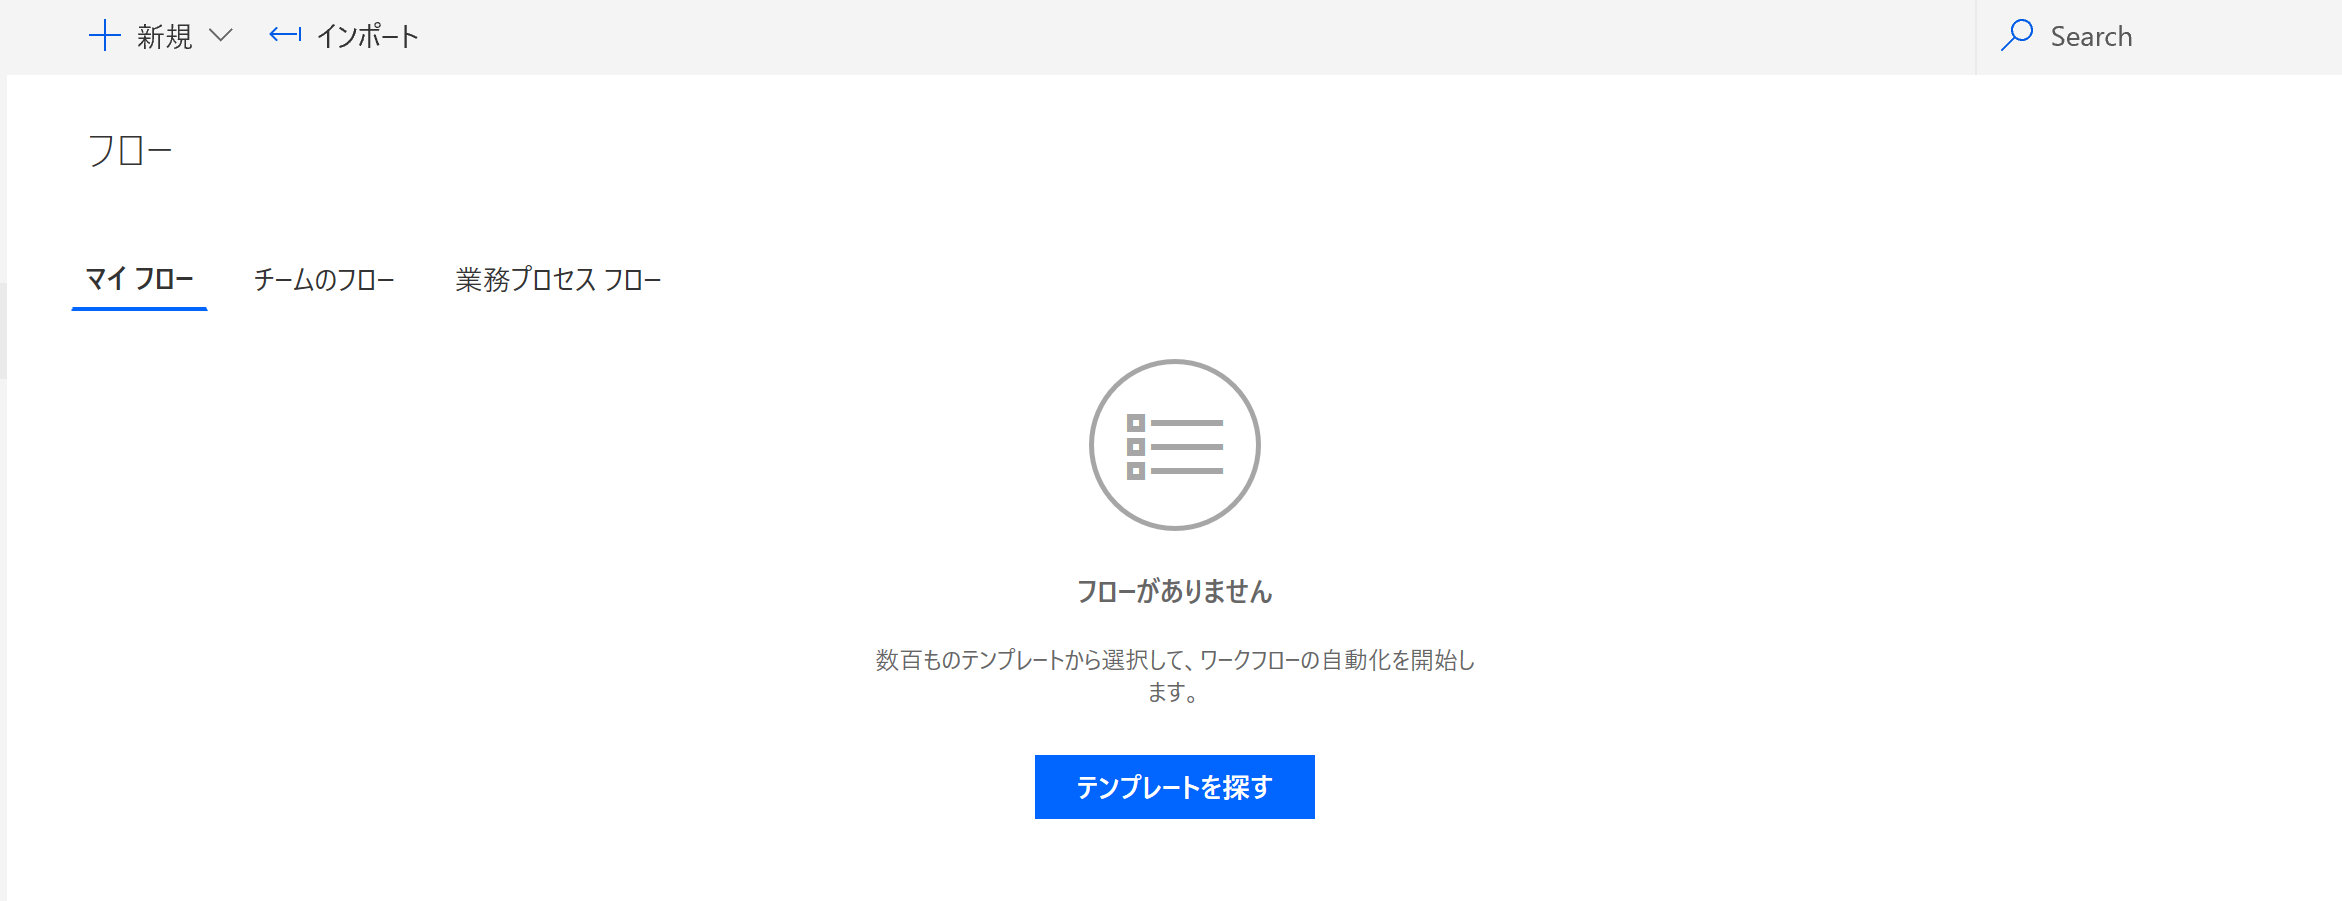 新規 インポート Search
フロー
マイ フロー チームのフロー 業務プロセス フロー
フローがありません
数百ものテンプレートから選択して、ワークフローの自動化を開始し
ます。
テンプレートを探す